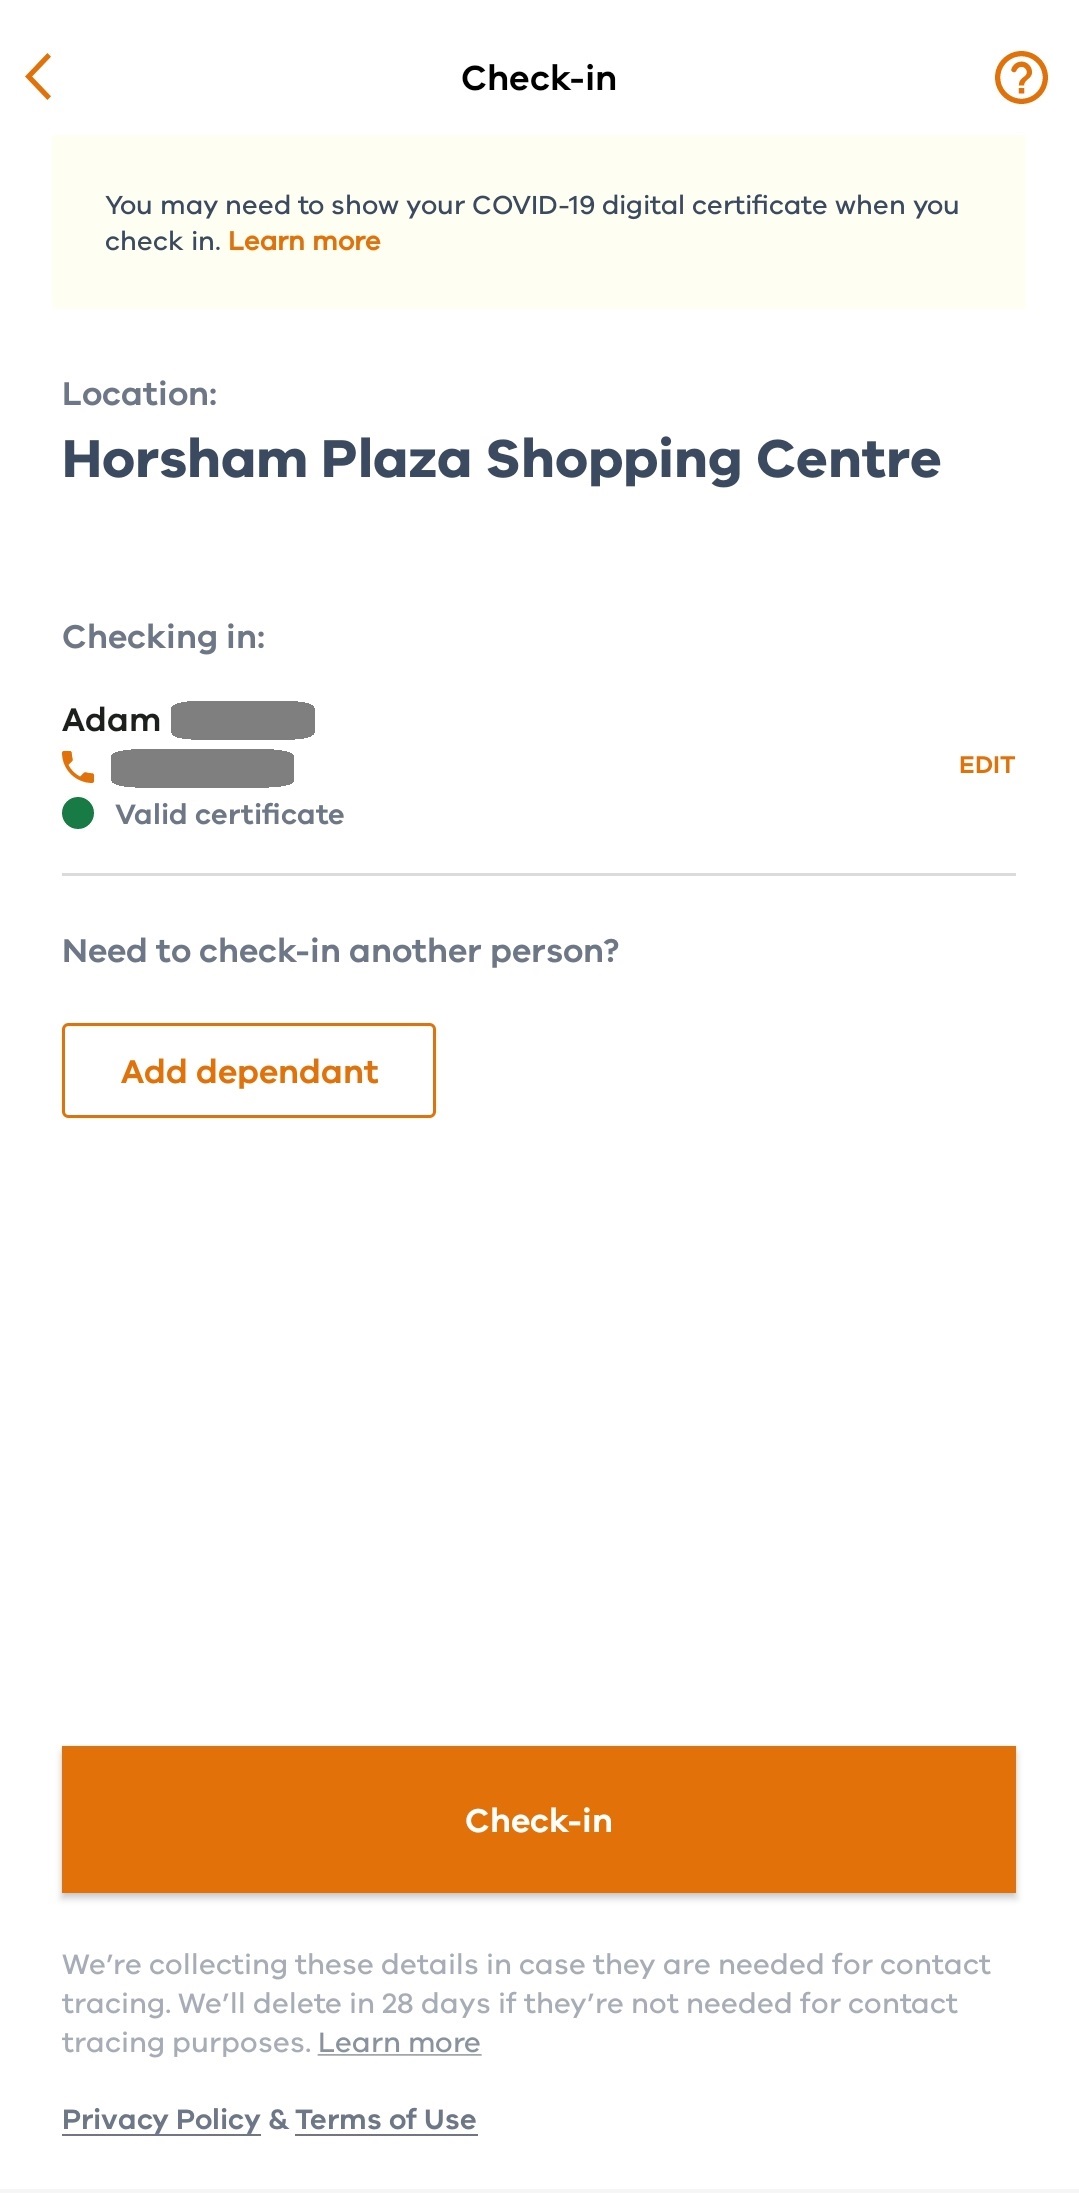 Check-in
You may need to show your COVID-19 digital certificate when you
check in. Learn more
Location:
Horsham Plaza Shopping Centre
Checking in:
Adam
EDIT
Valid certificate
Need to check-in another person?
Add dependant
Check-in
We're collecting these details in case they are needed for contact
tracing. We'll delete in 28 days if they're not needed for contact
tracing purposes. Learn more
Privacy Policy & Terms of Use